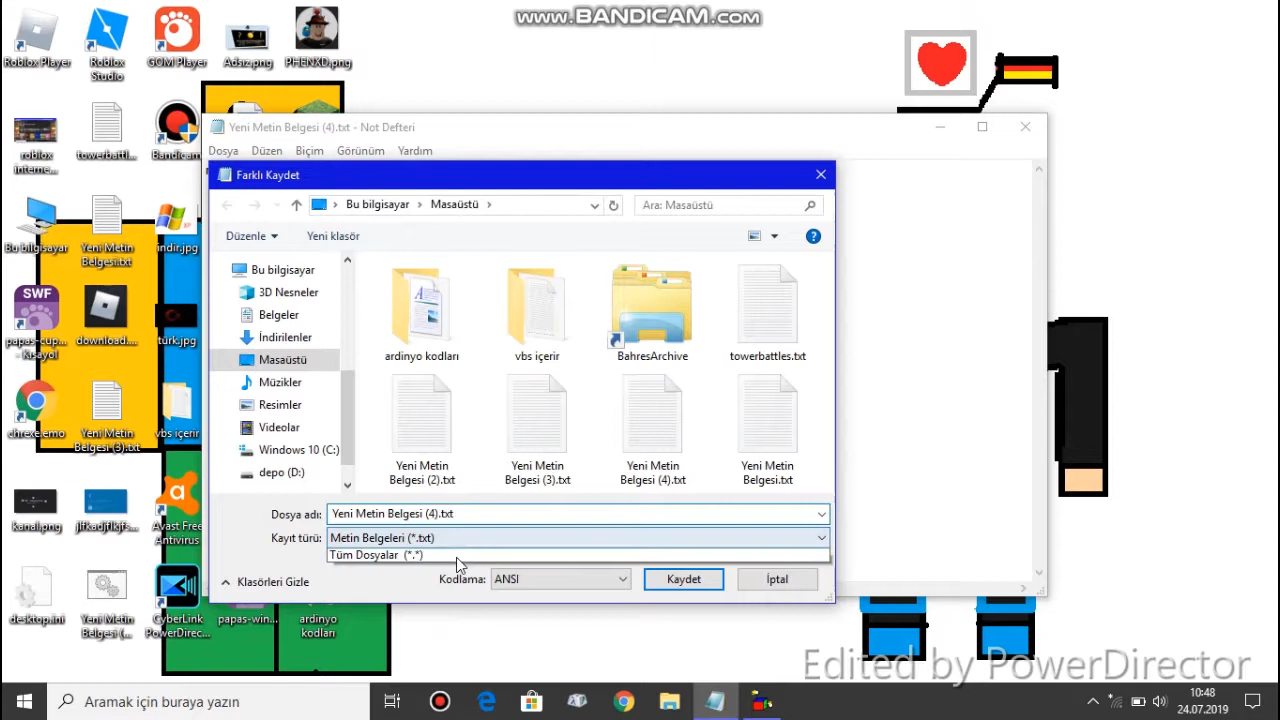 www.BANDICAM.com
Roblox Player
Roblox Studio
GOM Player
Adsız.png
PHENXD.png
roblox interne...
towerbattl...
Bandicam
Bu bilgisayar
Yeni Metin Belgesi.txt
indir.jpg
SWF
papas-cup... - Kısayol
download....
türk.jpg
chrexe.emo
Yeni Metin Belgesi (3).txt
vbs içerir
kanal.png
Avast Free Antivirus
desktop.ini
Yeni Metin Belgesi (...
CyberLink PowerDirec...
papas-win...
ardinyo kodları
Yeni Metin Belgesi (4).txt - Not Defteri
Dosya Düzen Biçim Görünüm Yardım
Farklı Kaydet
Bu bilgisayar > Masaüstü >
Ara: Masaüstü
Düzenle
Yeni klasör
Bu bilgisayar
3D Nesneler
Belgeler
İndirilenler
Masaüstü
Müzikler
Resimler
Videolar
Windows 10 (C:)
depo (D:)
ardinyo kodları
vbs içerir
BahresArchive
towerbattles.txt
Yeni Metin Belgesi (2).txt
Yeni Metin Belgesi (3).txt
Yeni Metin Belgesi (4).txt
Yeni Metin Belgesi.txt
Dosya adı: Yeni Metin Belgesi (4).txt
Kayıt türü: Metin Belgeleri (*.txt)
Tüm Dosyalar (*.*)
Klasörleri Gizle
Kodlama: ANSI
Kaydet
İptal
Edited by PowerDirector
Aramak için buraya yazın
10:48
24.07.2019